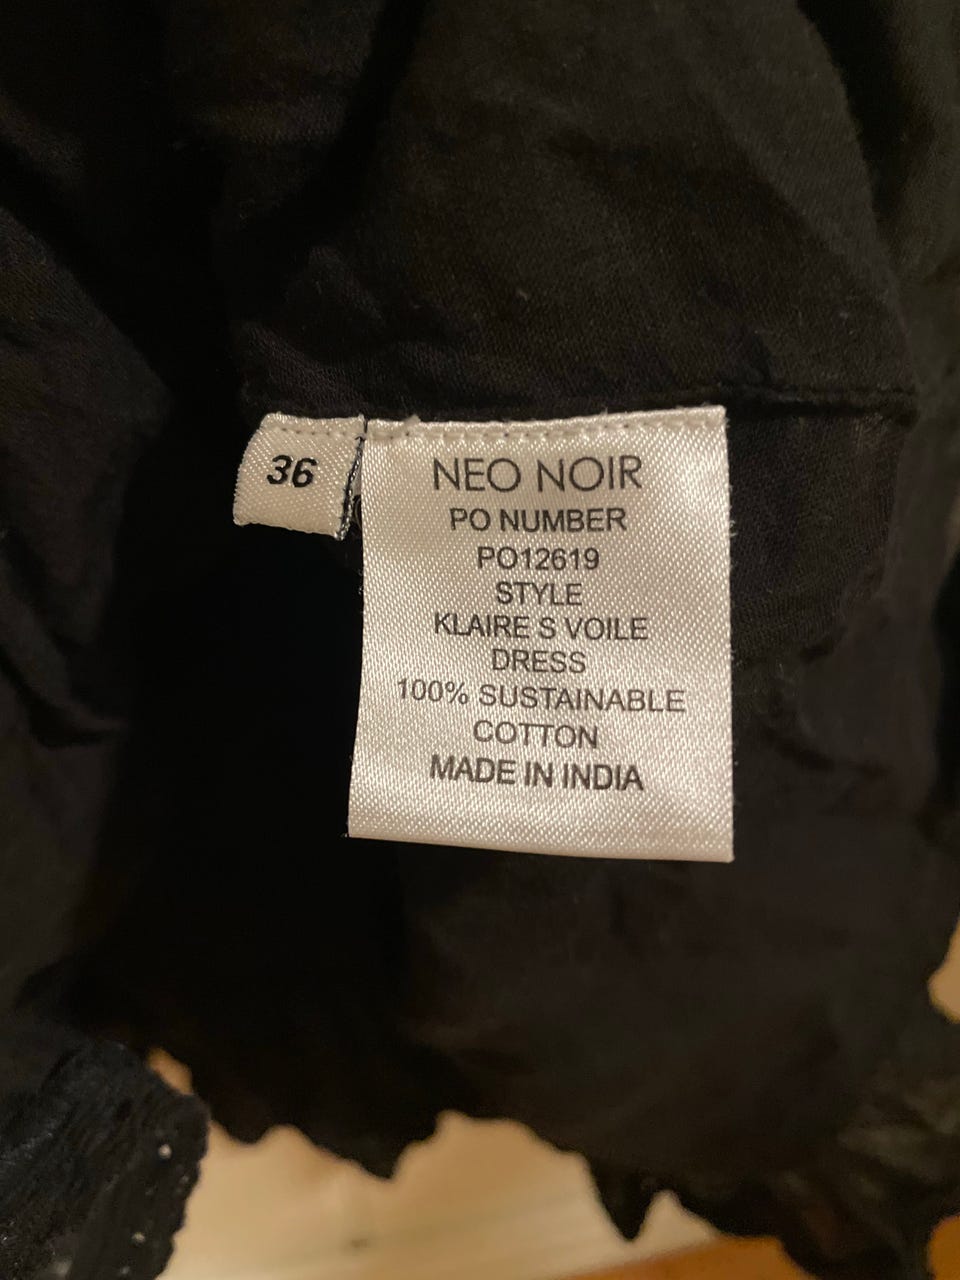 36
NEO NOIR
PO NUMBER
PO12619
STYLE
KLAIRE S VOILE
DRESS
100% SUSTAINABLE
COTTON
MADE IN INDIA